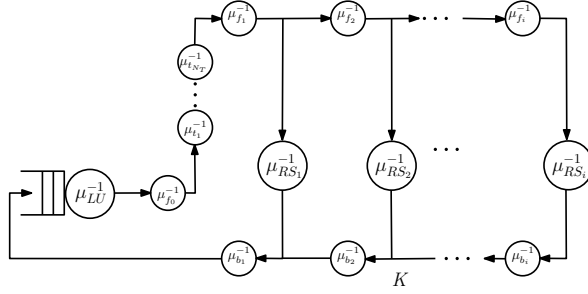 μ_{f_1}^{-1} μ_{f_2}^{-1} · · · μ_{f_i}^{-1}
μ_{t_{N_T}}^{-1}
μ_{t_1}^{-1}
μ_{LU}^{-1} μ_{f_0}^{-1} μ_{RS_1}^{-1} μ_{RS_2}^{-1} · · · μ_{RS_i}^{-1}
μ_{b_1}^{-1} μ_{b_2}^{-1} · · · μ_{b_i}^{-1}
K